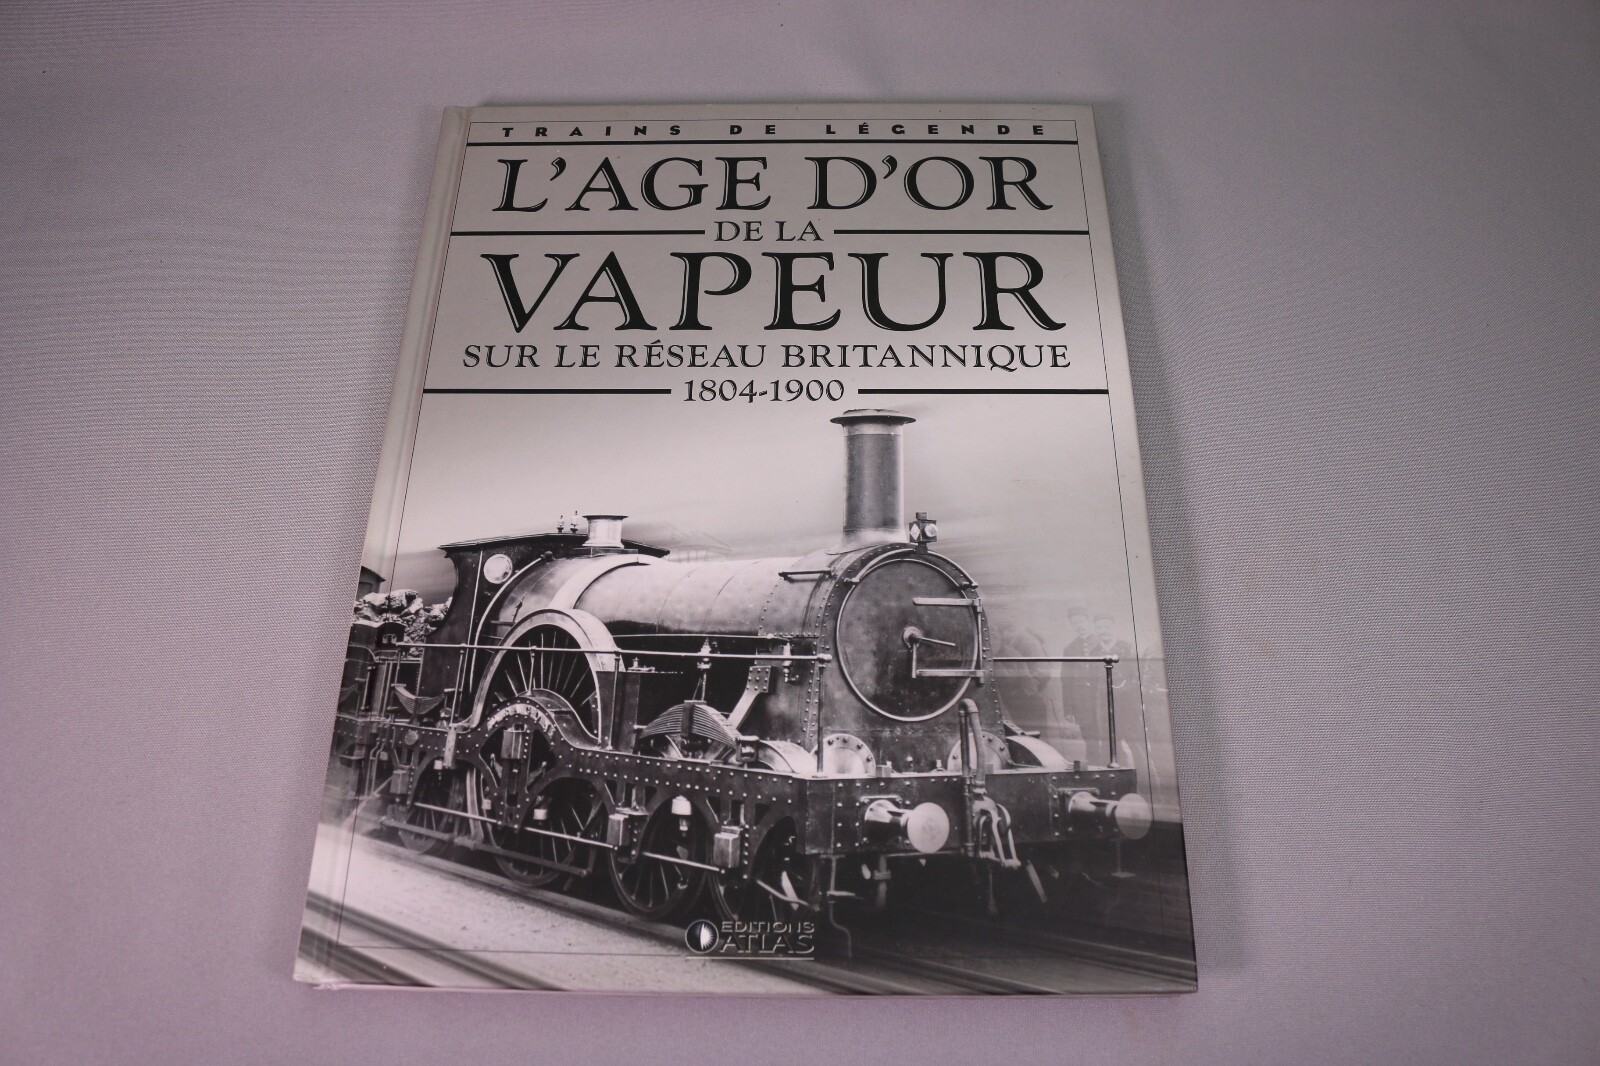 TRAINS DE LÉGENDE
L'AGE D'OR
DE LA
VAPEUR
SUR LE RÉSEAU BRITANNIQUE
1804-1900
EDITIONS
ATLAS